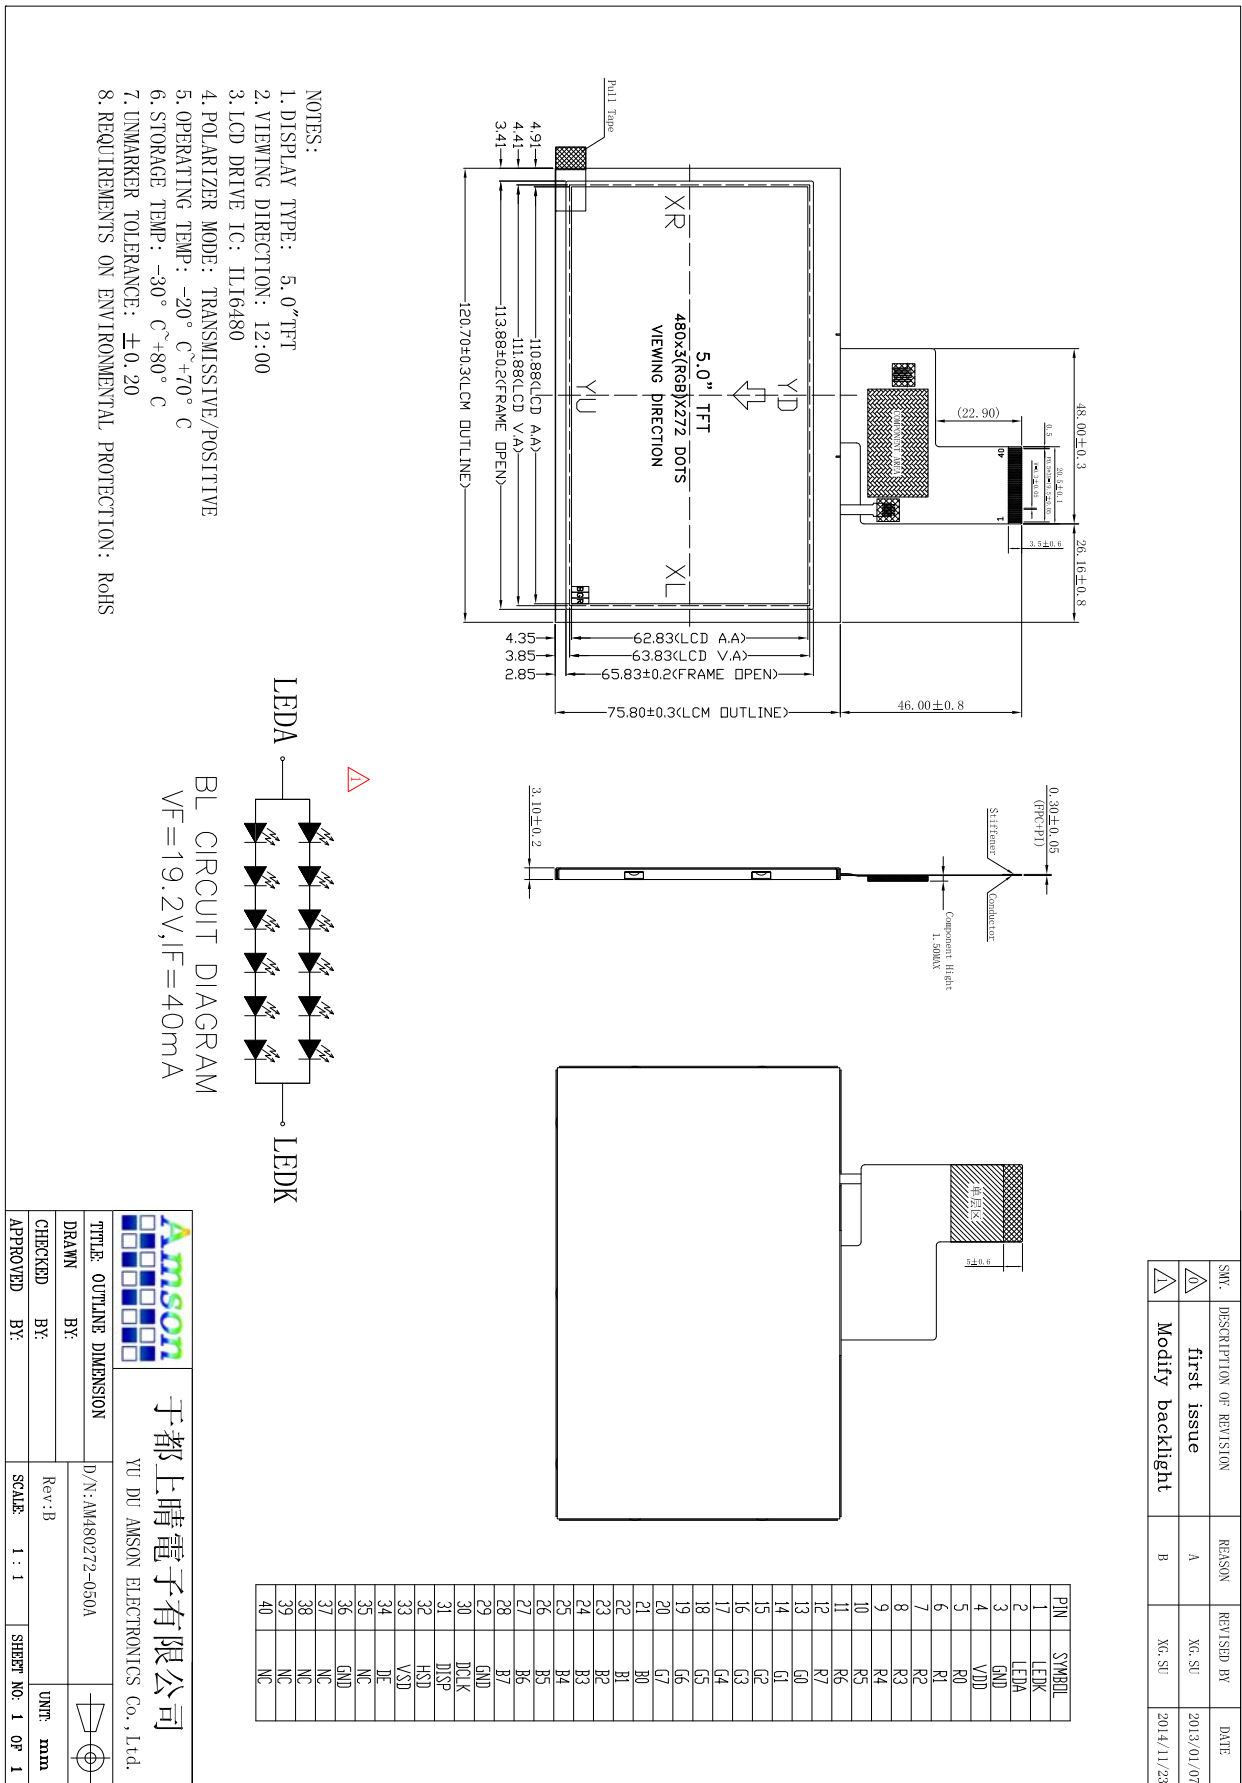 SMY. DESCRIPTION OF REVISION REASON REVISED BY DATE
0 first issue A XG.SU 2013/01/07
1 Modify backlight B XG.SU 2014/11/23
48.00±0.3
26.16±0.8
20.5±0.1
0.5
(22.90)
40
1
3.5±0.6
COMPONENT AREA
46.00±0.8
Pull Tape
XR
YD
YU
XL
5.0" TFT
480x3(RGB)X272 DOTS
VIEWING DIRECTION
BGR
4.91
4.41
3.41
110.88(LCD A.A)
111.88(LCD V.A)
113.88±0.2(FRAME OPEN)
120.70±0.3(LCM OUTLINE)
4.35
3.85
2.85
62.83(LCD A.A)
63.83(LCD V.A)
65.83±0.2(FRAME OPEN)
75.80±0.3(LCM OUTLINE)
0.30±0.05
(FPC+PI)
Stiffener
Conductor
Component Hight
1.50MAX
3.10±0.2
单层区
5±0.6
PIN SYMBOL
1 LEDK
2 LEDA
3 GND
4 VDD
5 R0
6 R1
7 R2
8 R3
9 R4
10 R5
11 R6
12 R7
13 G0
14 G1
15 G2
16 G3
17 G4
18 G5
19 G6
20 G7
21 B0
22 B1
23 B2
24 B3
25 B4
26 B5
27 B6
28 B7
29 GND
30 DCLK
31 DISP
32 HSD
33 VSD
34 DE
35 NC
36 GND
37 NC
38 NC
39 NC
40 NC
NOTES:
1. DISPLAY TYPE: 5.0"TFT
2. VIEWING DIRECTION: 12:00
3. LCD DRIVE IC: ILI6480
4. POLARIZER MODE: TRANSMISSIVE/POSITIVE
5. OPERATING TEMP: -20° C~+70° C
6. STORAGE TEMP: -30° C~+80° C
7. UNMARKER TOLERANCE: ±0.20
8. REQUIREMENTS ON ENVIRONMENTAL PROTECTION: RoHS
1
LEDA
LEDK
BL CIRCUIT DIAGRAM
VF=19.2V,IF=40mA
Amson
于都上晴電子有限公司
YU DU AMSON ELECTRONICS Co.,Ltd.
TITLE: OUTLINE DIMENSION
D/N:AM480272-050A
DRAWN BY:
CHECKED BY:
Rev:B
UNIT: mm
APPROVED BY:
SCALE: 1 : 1
SHEET NO: 1 OF 1